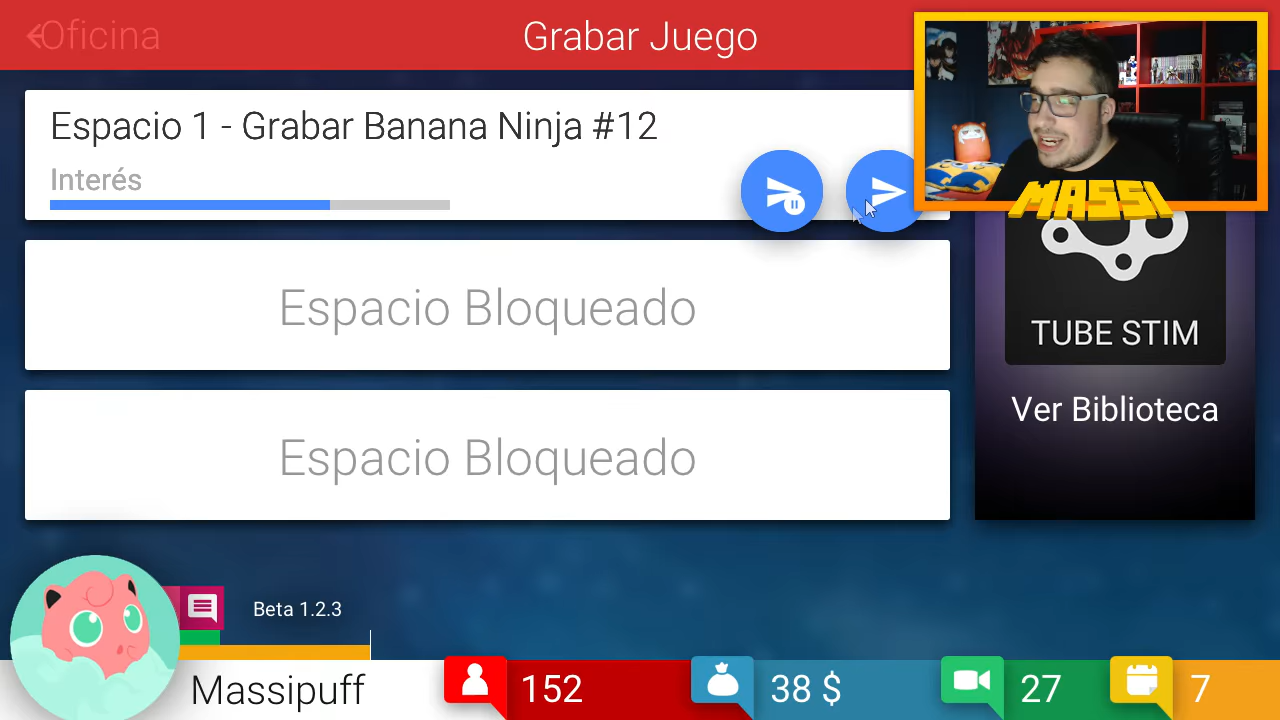 Oficina
Grabar Juego
Espacio 1 - Grabar Banana Ninja #12
Interés
MASSI
Espacio Bloqueado
TUBE STIM
Ver Biblioteca
Espacio Bloqueado
Beta 1.2.3
Massipuff
152
38 $
27
7